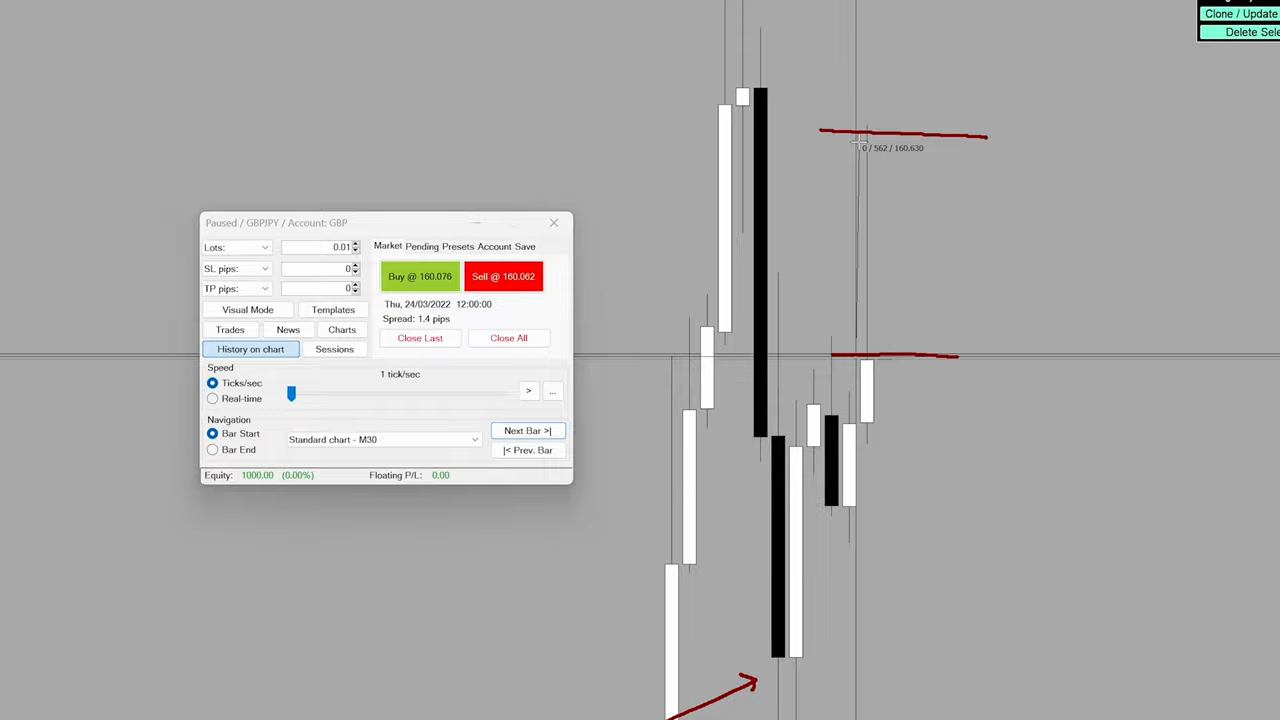 Clone / Update
Delete Sele
0 / 562 / 160.630
Paused / GBPJPY / Account: GBP
Lots: 0.01
Market Pending Presets Account Save
SL pips: 0
Buy @ 160.076 Sell @ 160.062
TP pips: 0
Thu, 24/03/2022 12:00:00
Visual Mode Templates
Spread: 1.4 pips
Trades News Charts
Close Last Close All
History on chart Sessions
Speed
1 tick/sec
Ticks/sec
Real-time
> ...
Navigation
Bar Start
Standard chart - M30
Next Bar >|
Bar End
|< Prev. Bar
Equity: 1000.00 (0.00%) Floating P/L: 0.00